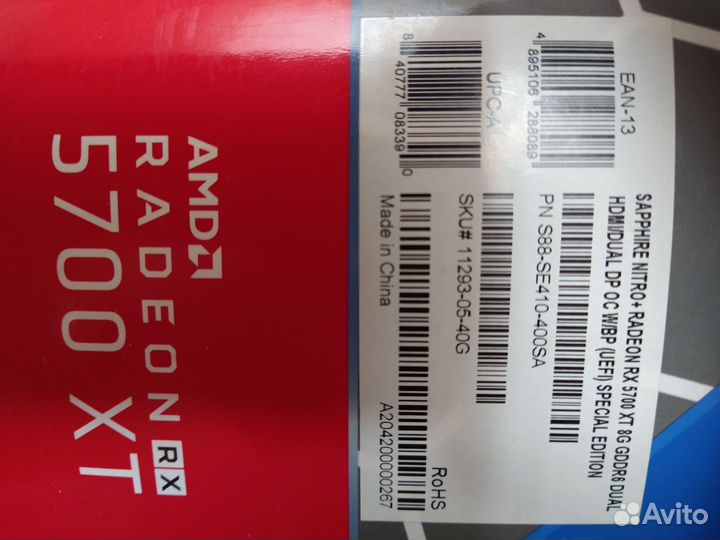 AMD
RADEON RX
5700 XT
SAPPHIRE NITRO+ RADEON RX 5700 XT 8G GDDR6 DUAL
HDMI/DUAL DP OC W/BP (UEFI) SPECIAL EDITION
EAN-13
4 895106 288089
UPC-A
8 40777 08339 0
PN S88-SE410-400SA
SKU# 11293-05-40G
Made in China
RoHS
A204200000267
Avito